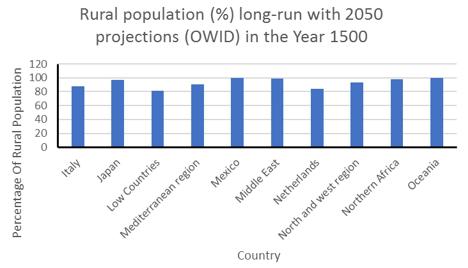 Rural population (%) long-run with 2050
projections (OWID) in the Year 1500
Percentage Of Rural Population
120
100
80
60
40
20
0
Italy
Japan
Low Countries
Mediterranean region
Mexico
Middle East
Netherlands
North and west region
Northern Africa
Oceania
Country